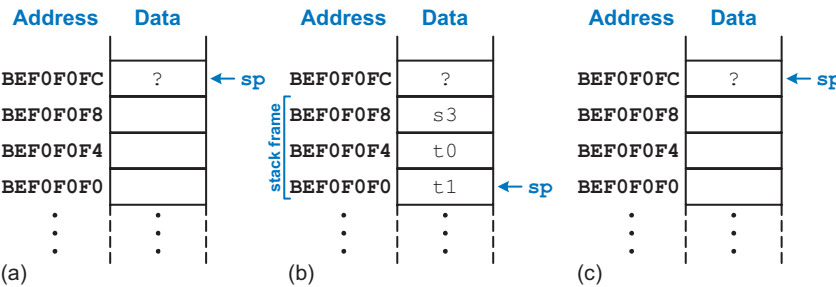 Address Data
BEF0F0FC ? sp
BEF0F0F8
BEF0F0F4
BEF0F0F0
(a)
Address Data
BEF0F0FC ?
stack frame
BEF0F0F8 s3
BEF0F0F4 t0
BEF0F0F0 t1 sp
(b)
Address Data
BEF0F0FC ? sp
BEF0F0F8
BEF0F0F4
BEF0F0F0
(c)